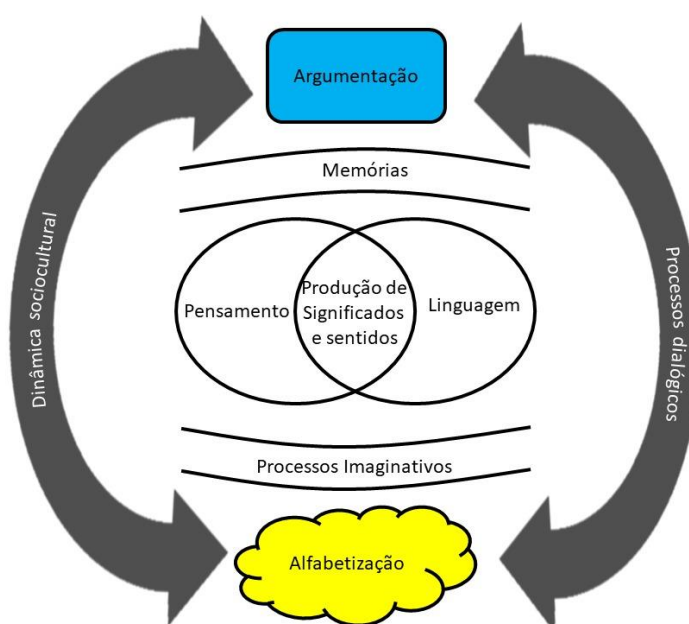 Argumentação
Memórias
Dinâmica sociocultural
Pensamento
Produção de
Significados
e sentidos
Linguagem
Processos dialógicos
Processos Imaginativos
Alfabetização